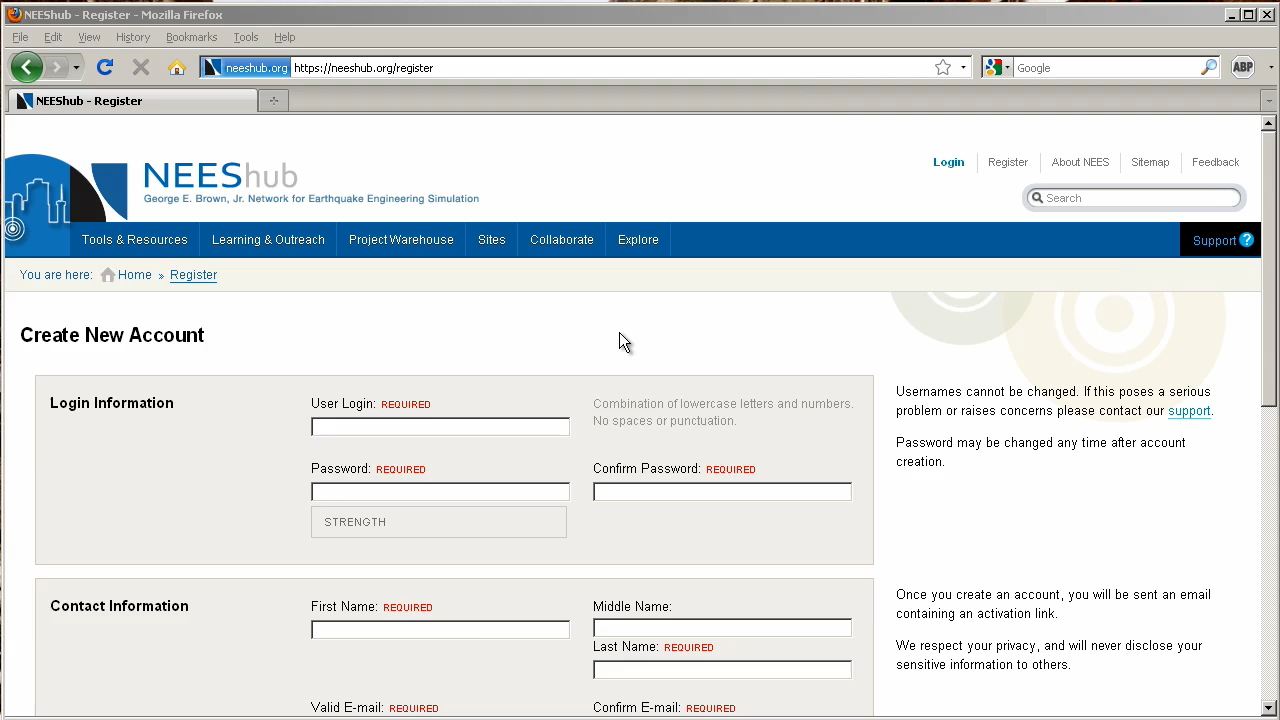 NEEShub - Register - Mozilla Firefox
File Edit View History Bookmarks Tools Help
neeshub.org https://neeshub.org/register
Google
ABP
NEEShub - Register
NEEShub
George E. Brown, Jr. Network for Earthquake Engineering Simulation
Login Register About NEES Sitemap Feedback
Search
Tools & Resources Learning & Outreach Project Warehouse Sites Collaborate Explore Support ?
You are here: Home » Register
Create New Account
Login Information
User Login: REQUIRED
Combination of lowercase letters and numbers.
No spaces or punctuation.
Password: REQUIRED
Confirm Password: REQUIRED
STRENGTH
Usernames cannot be changed. If this poses a serious
problem or raises concerns please contact our support.
Password may be changed any time after account
creation.
Contact Information
First Name: REQUIRED
Middle Name:
Last Name: REQUIRED
Valid E-mail: REQUIRED
Confirm E-mail: REQUIRED
Once you create an account, you will be sent an email
containing an activation link.
We respect your privacy, and will never disclose your
sensitive information to others.